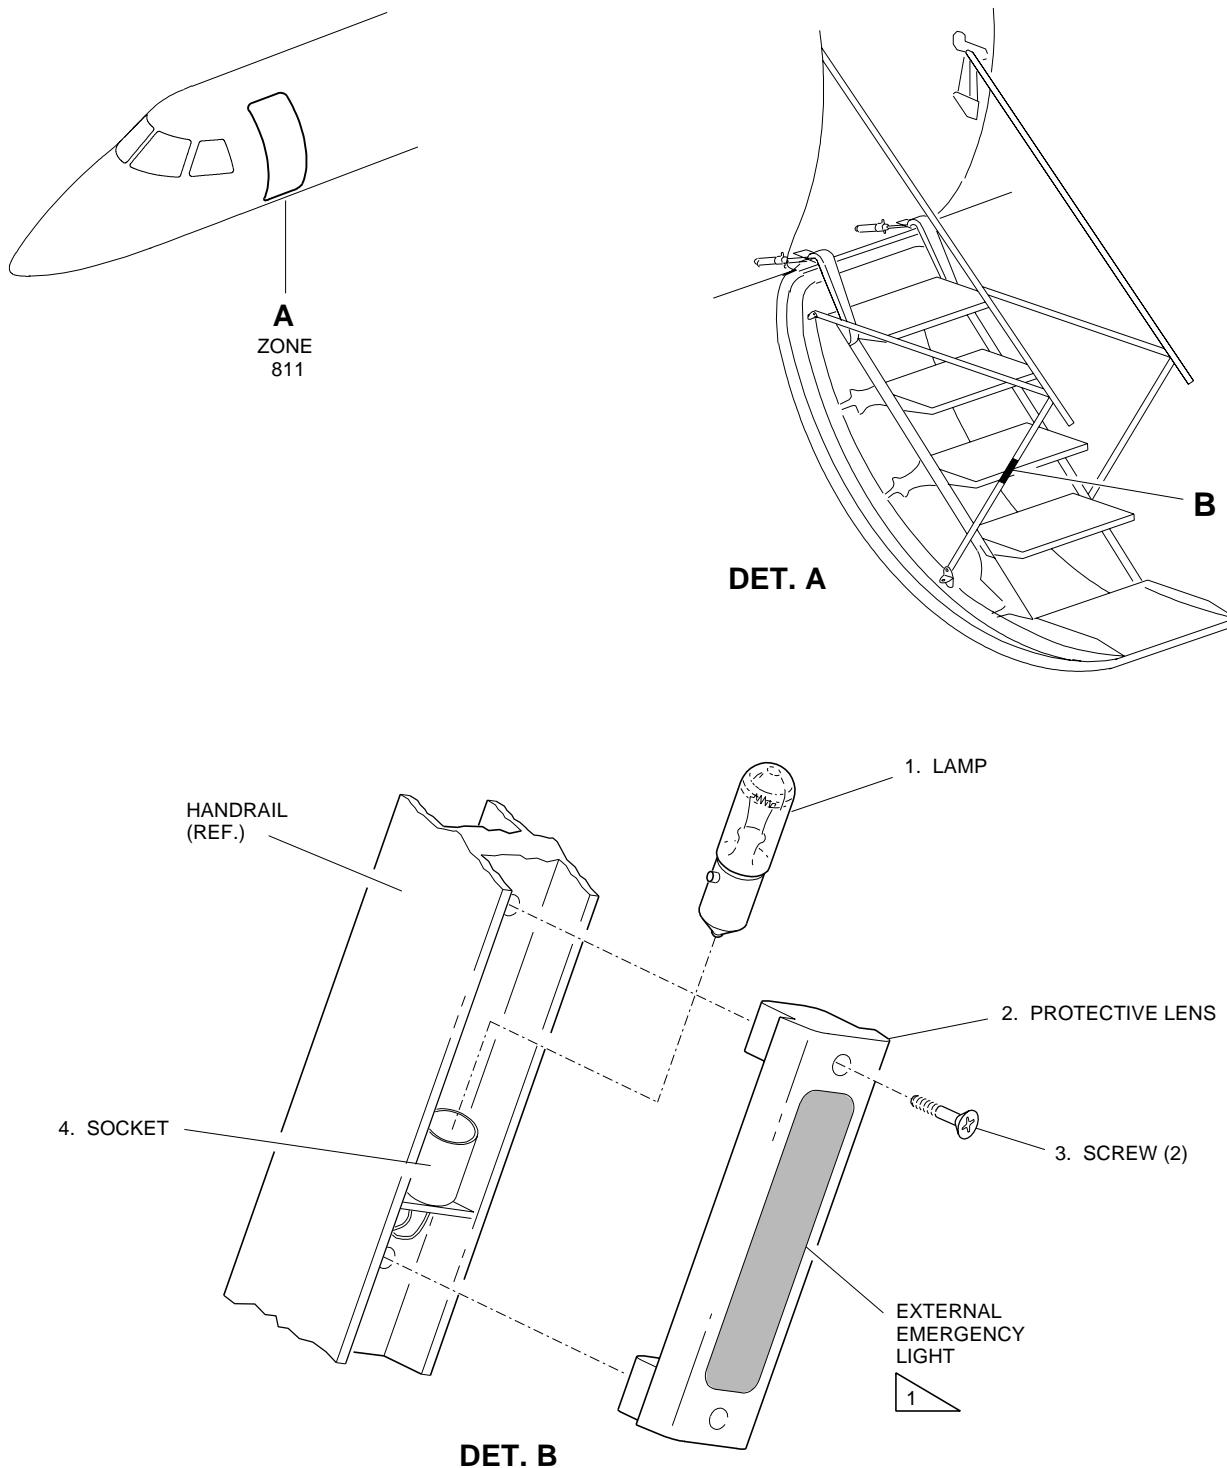 A
ZONE
811
B
DET. A
1. LAMP
HANDRAIL
(REF.)
2. PROTECTIVE LENS
4. SOCKET
3. SCREW (2)
EXTERNAL
EMERGENCY
LIGHT
1
DET. B